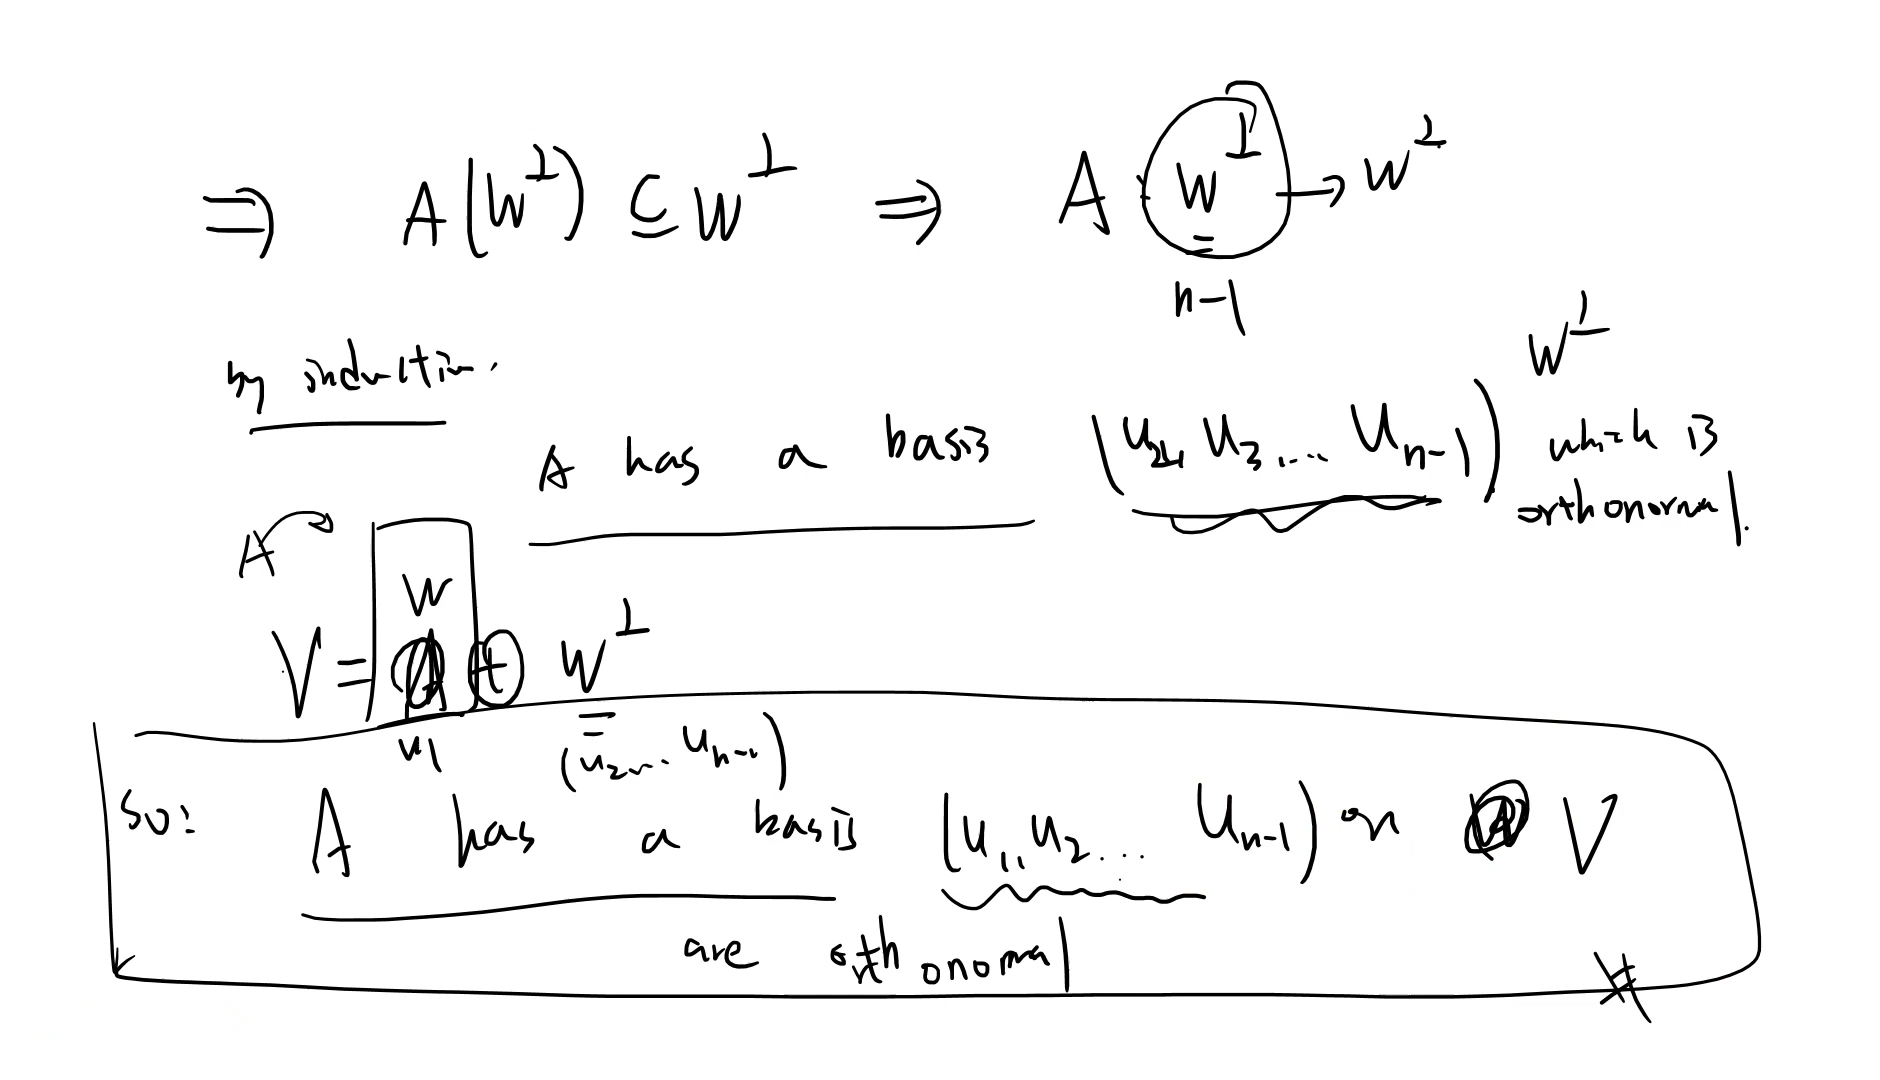 ⇒ A(W^⊥) ⊆ W^⊥ ⇒ A : W^⊥ → W^⊥
n-1
by induction.
W^⊥
A has a basis (u_2, u_3 .... u_{n-1}) which is
orthonormal.
A
W
V = ⊕ W^⊥
u_1 (u_2 .... u_{n-1})
So: A has a basis (u_1, u_2 .... u_{n-1}) on V
are orthonormal
#